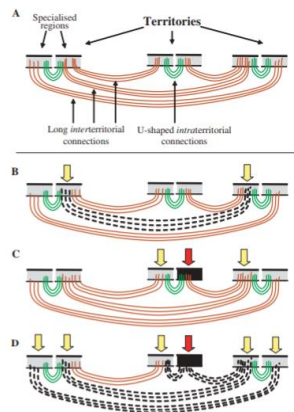 A
Specialised
regions
Territories
Long interterritorial
connections
U-shaped intraterritorial
connections
B
C
D